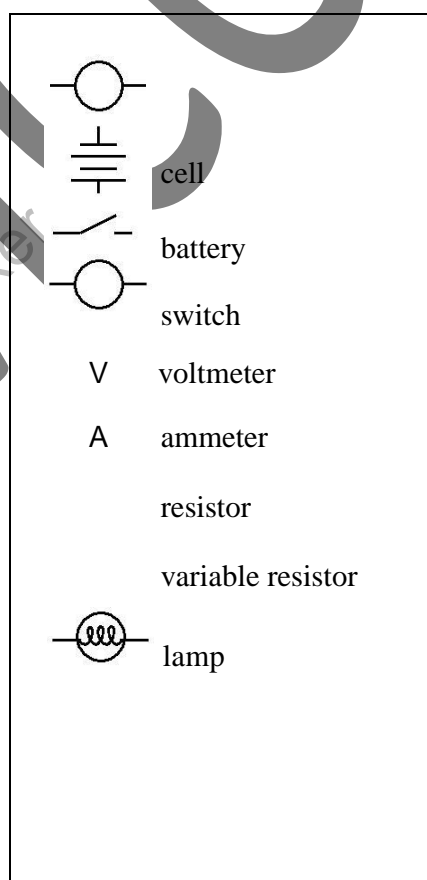 cell
battery
switch
V voltmeter
A ammeter
resistor
variable resistor
lamp